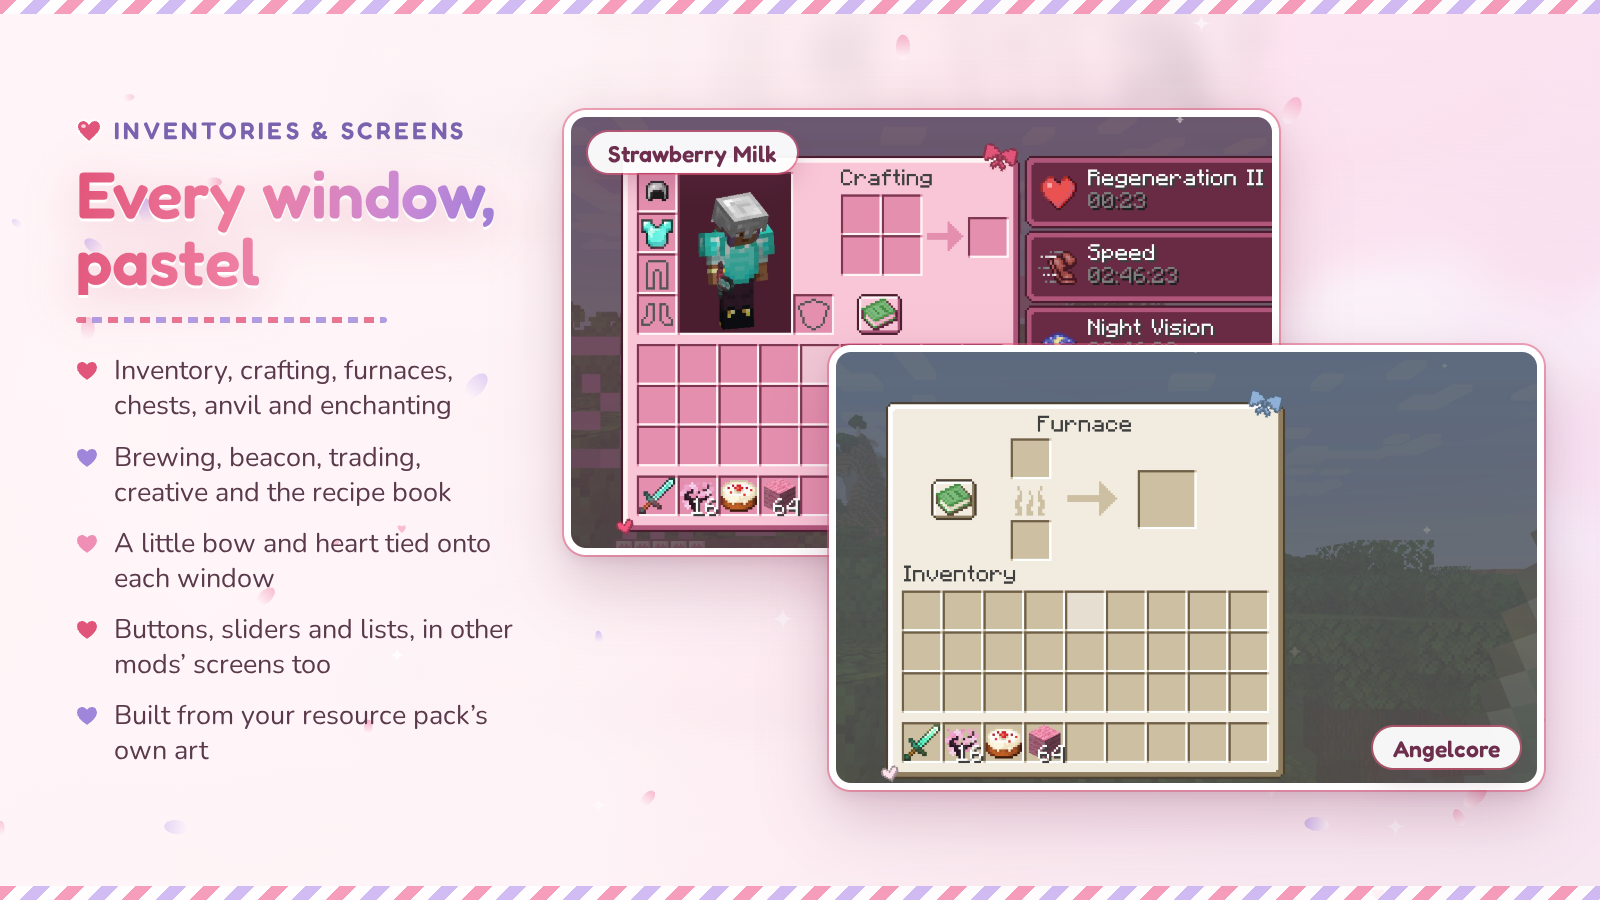 INVENTORIES & SCREENS
Every window,
pastel
Inventory, crafting, furnaces,
chests, anvil and enchanting
Brewing, beacon, trading,
creative and the recipe book
A little bow and heart tied onto
each window
Buttons, sliders and lists, in other
mods’ screens too
Built from your resource pack’s
own art
Strawberry Milk
Crafting
Regeneration II
00:23
Speed
02:46:23
Night Vision
16
64
Furnace
Inventory
16
64
Angelcore